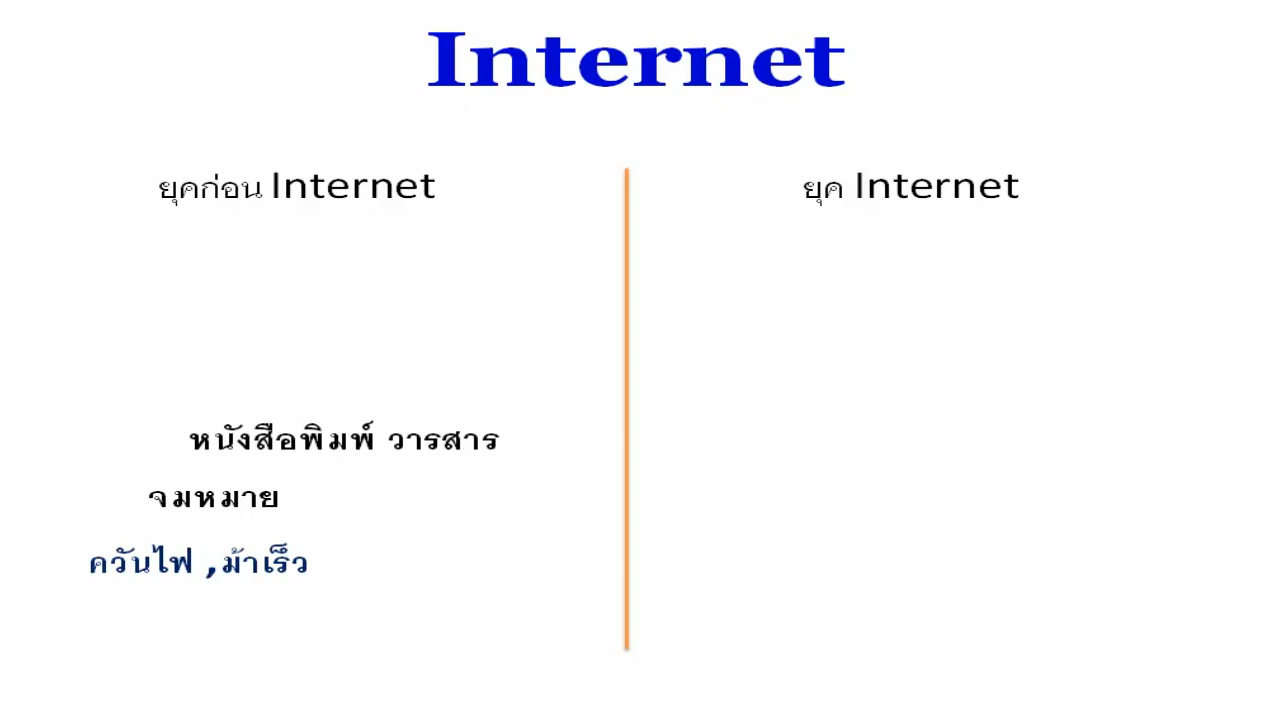 Internet
ยุคก่อน Internet
ยุค Internet
หนังสือพิมพ์ วารสาร
จมหมาย
ควันไฟ ,ม้าเร็ว